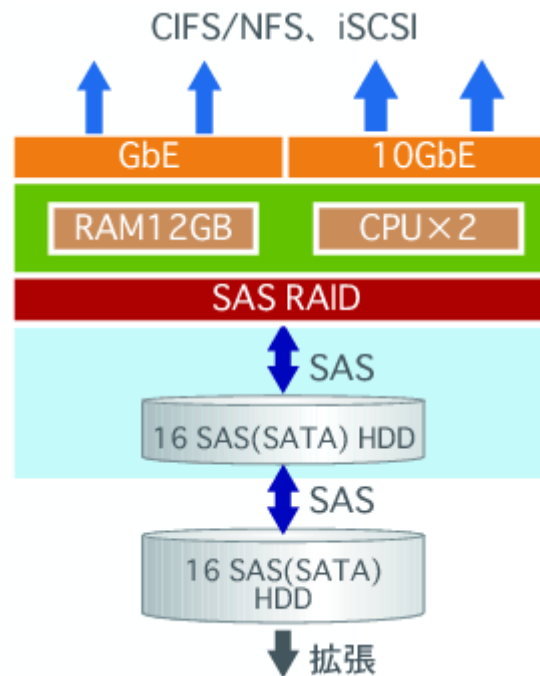 CIFS/NFS、iSCSI
GbE
10GbE
RAM12GB
CPU×2
SAS RAID
SAS
16 SAS(SATA) HDD
SAS
16 SAS(SATA)
HDD
拡張